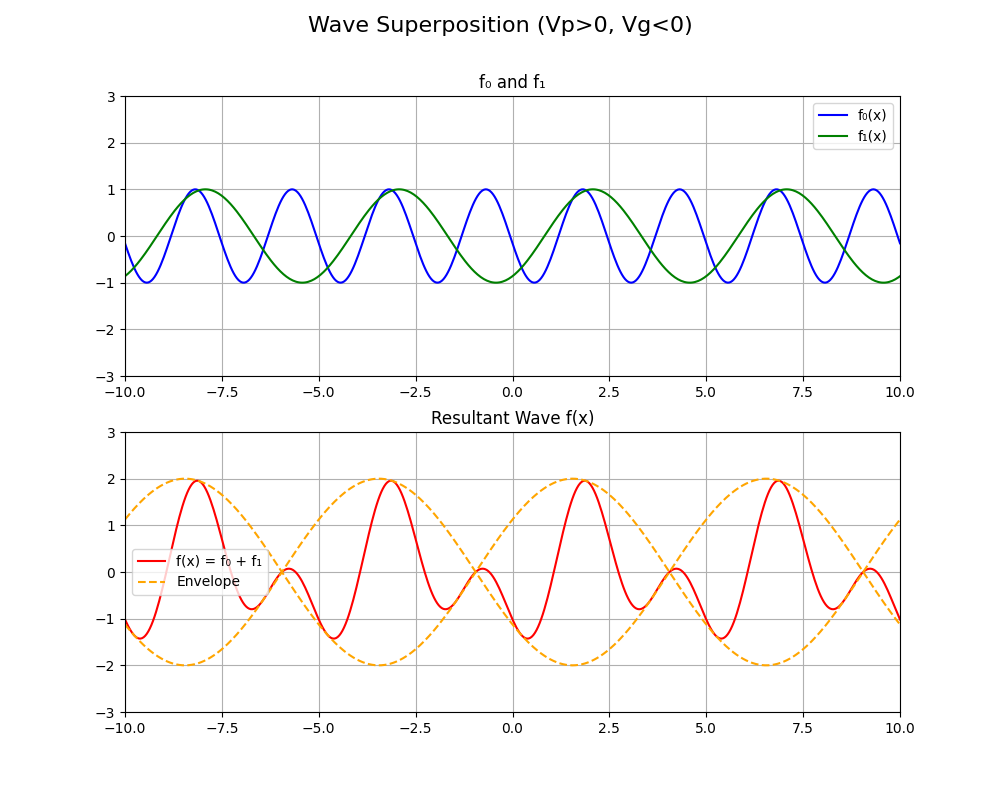 Wave Superposition (Vp>0, Vg<0)
f₀ and f₁
3
2
1
0
−1
−2
−3
f₀(x)
f₁(x)
−10.0 −7.5 −5.0 −2.5 0.0 2.5 5.0 7.5 10.0
Resultant Wave f(x)
3
2
1
0
−1
−2
−3
f(x) = f₀ + f₁
Envelope
−10.0 −7.5 −5.0 −2.5 0.0 2.5 5.0 7.5 10.0